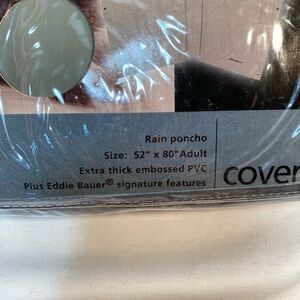 Rain poncho
Size: 52" x 80"Adult
Extra thick embossed PVC
Plus Eddie Bauer® signature features
cover